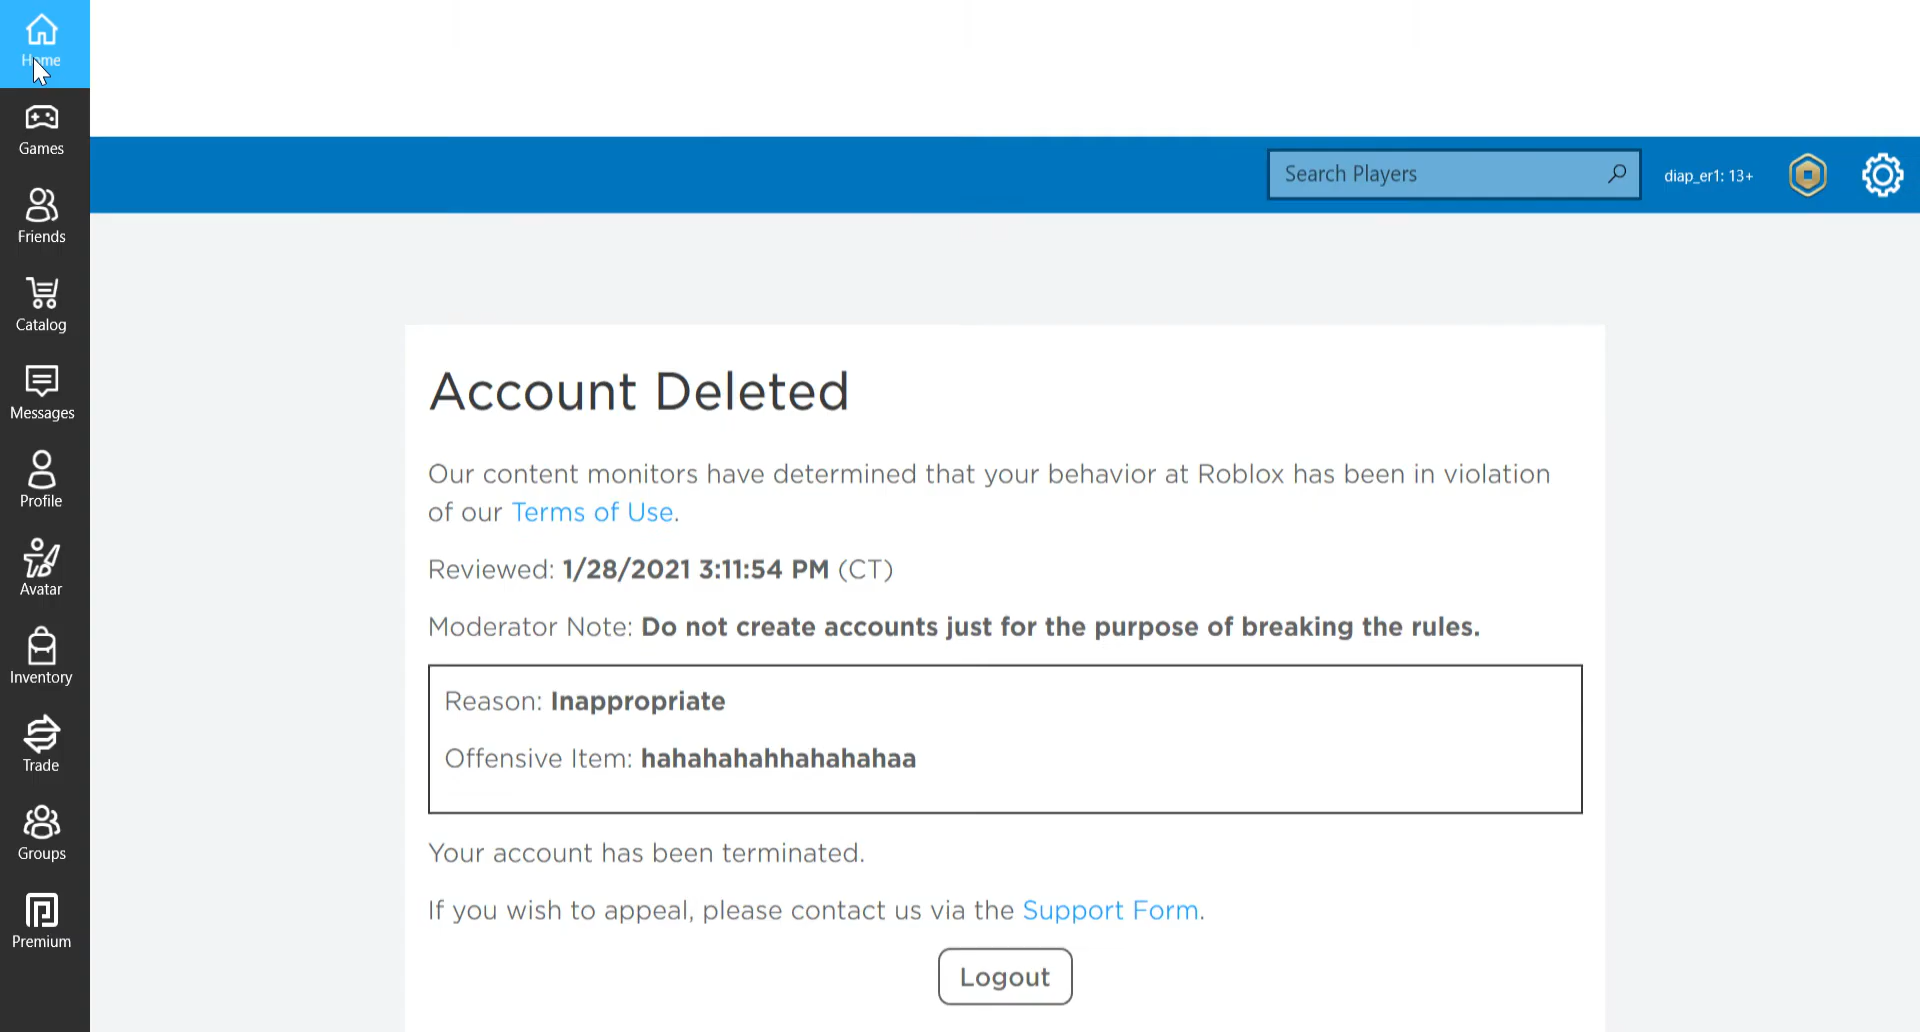 Home
Games
Friends
Catalog
Messages
Profile
Avatar
Inventory
Trade
Groups
Premium
Search Players
diap_er1: 13+
Account Deleted
Our content monitors have determined that your behavior at Roblox has been in violation
of our Terms of Use.
Reviewed: 1/28/2021 3:11:54 PM (CT)
Moderator Note: Do not create accounts just for the purpose of breaking the rules.
Reason: Inappropriate
Offensive Item: hahahahahhahahahaa
Your account has been terminated.
If you wish to appeal, please contact us via the Support Form.
Logout